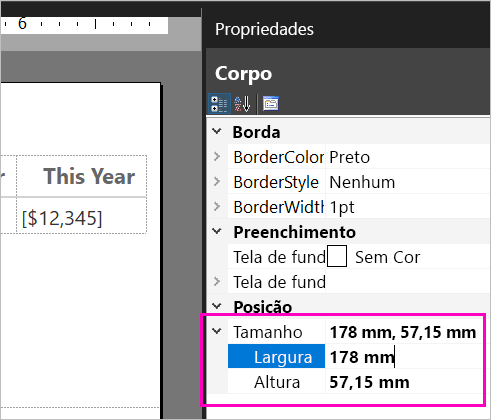 6
Propriedades
Corpo
Borda
BorderColor Preto
BorderStyle Nenhum
BorderWidth 1pt
Preenchimento
Tela de fund Sem Cor
Tela de fund
Posição
Tamanho 178 mm, 57,15 mm
Largura 178 mm
Altura 57,15 mm
r This Year
[$12,345]